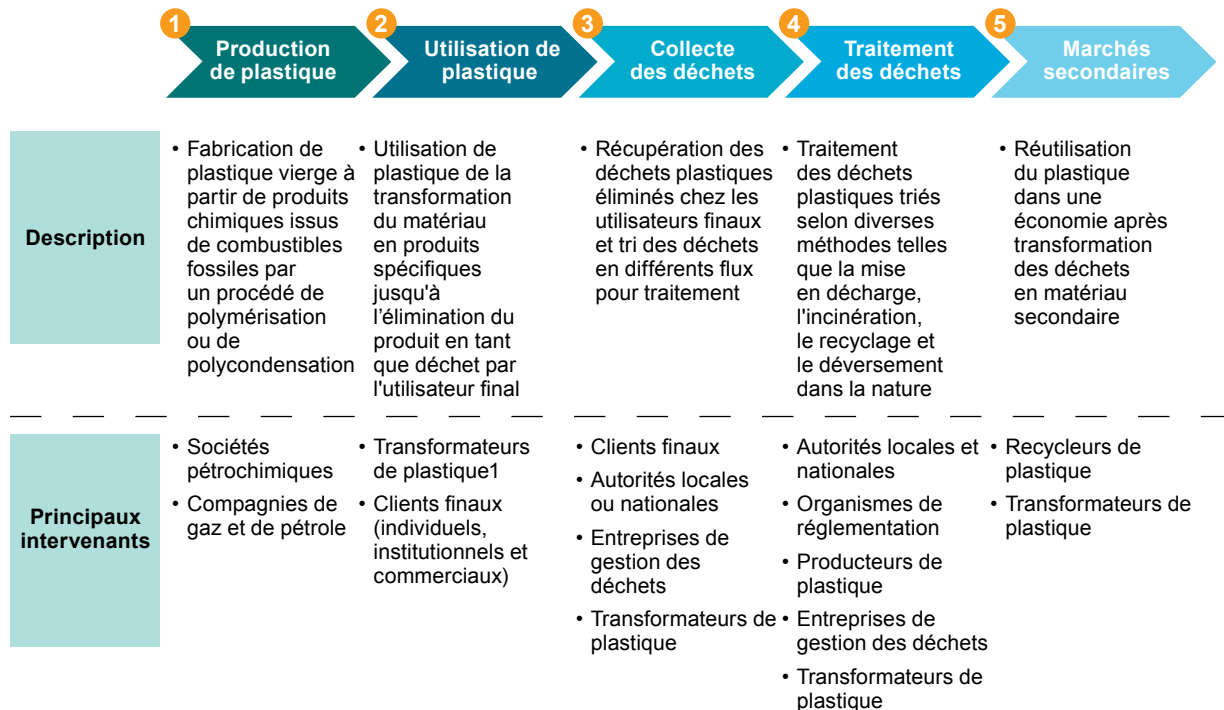 1
Production
de plastique
2
Utilisation de
plastique
3
Collecte
des déchets
4
Traitement
des déchets
5
Marchés
secondaires
Description
• Fabrication de
plastique vierge à
partir de produits
chimiques issus
de combustibles
fossiles par
un procédé de
polymérisation
ou de
polycondensation
• Utilisation de
plastique de la
transformation
du matériau
en produits
spécifiques
jusqu'à
l’élimination du
produit en tant
que déchet par
l'utilisateur final
• Récupération des
déchets plastiques
éliminés chez les
utilisateurs finaux
et tri des déchets
en différents flux
pour traitement
• Traitement
des déchets
plastiques triés
selon diverses
méthodes telles
que la mise
en décharge,
l'incinération,
le recyclage et
le déversement
dans la nature
• Réutilisation
du plastique
dans une
économie après
transformation
des déchets
en matériau
secondaire
Principaux
intervenants
• Sociétés
pétrochimiques
• Compagnies de
gaz et de pétrole
• Transformateurs
de plastique1
• Clients finaux
(individuels,
institutionnels et
commerciaux)
• Clients finaux
• Autorités locales
ou nationales
• Entreprises de
gestion des
déchets
• Transformateurs de
plastique
• Autorités locales et
nationales
• Organismes de
réglementation
• Producteurs de
plastique
• Entreprises de
gestion des déchets
• Transformateurs de
plastique
• Recycleurs de
plastique
• Transformateurs de
plastique